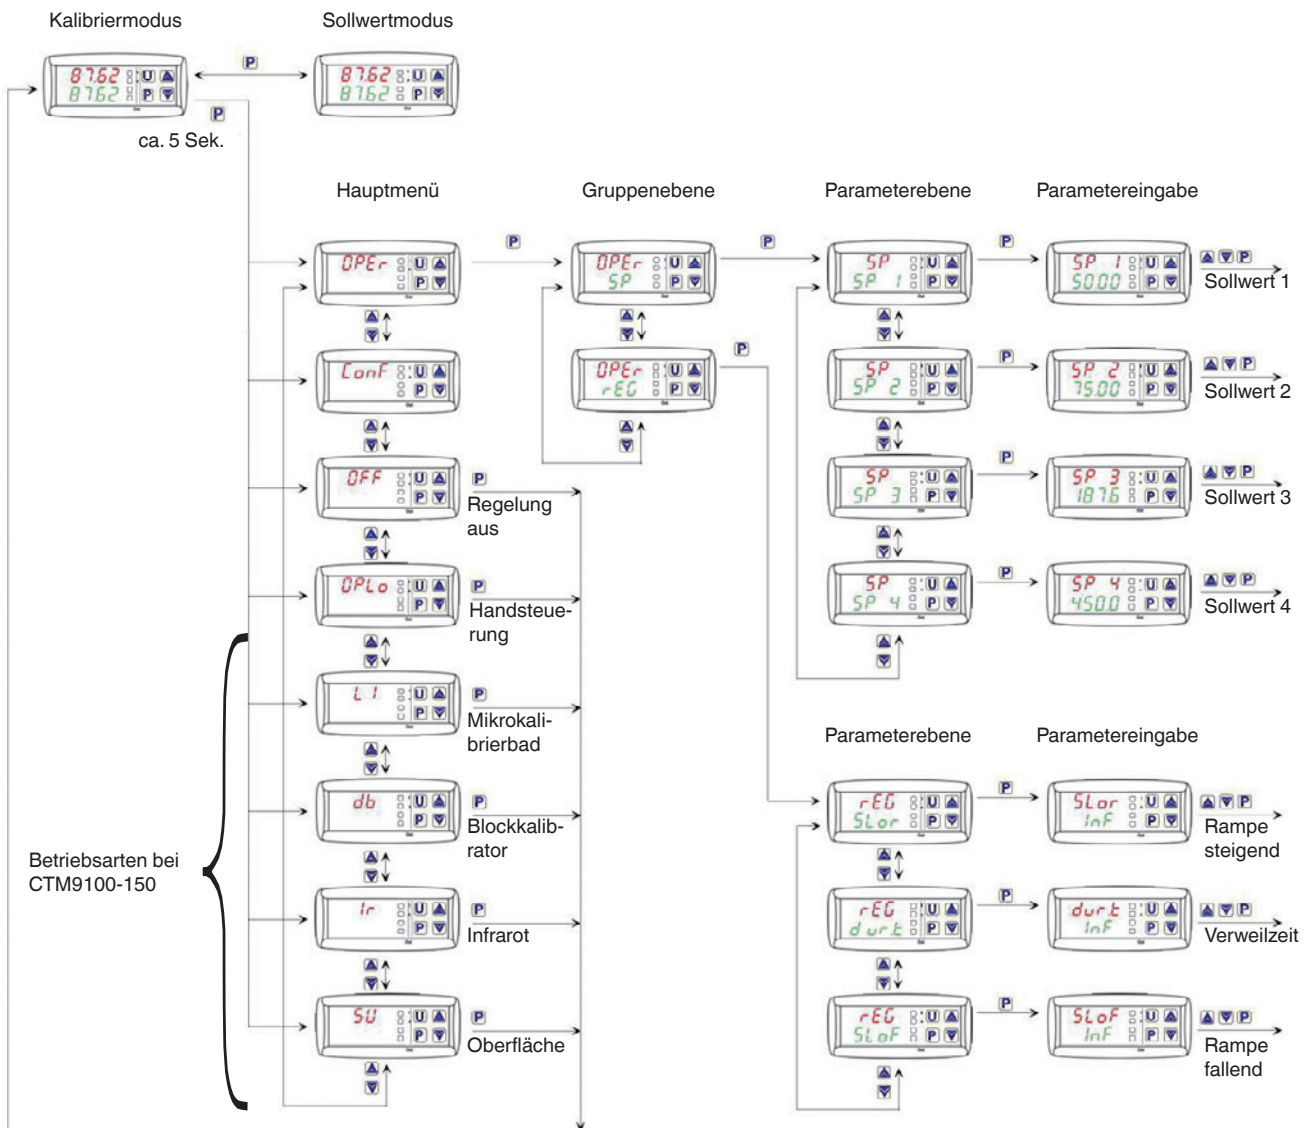 Kalibriermodus
Sollwertmodus
87.62 U
87.62 P
P
87.62 U
87.62 P
P
ca. 5 Sek.
Hauptmenü
Gruppenebene
Parameterebene
Parametereingabe
OPEr U
P
P
OPEr U
SP P
P
SP U
SP 1 P
P
SP 1 U
50.00 P
P
Sollwert 1
ConF U
P
OPEr U
rEG P
P
SP U
SP 2 P
P
SP 2 U
75.00 P
P
Sollwert 2
OFF U
P
P
Regelung
aus
SP U
SP 3 P
P
SP 3 U
187.6 P
P
Sollwert 3
OPLo U
P
P
Handsteue-
rung
SP U
SP 4 P
P
SP 4 U
450.0 P
P
Sollwert 4
LI U
P
P
Mikrokali-
brierbad
Parameterebene
Parametereingabe
db U
P
P
Blockkalib-
rator
rEG U
SLor P
P
SLor U
InF P
P
Rampe
steigend
Betriebsarten bei
CTM9100-150
Ir U
P
P
Infrarot
rEG U
dur.t P
P
dur.t U
InF P
P
Verweilzeit
SU U
P
P
Oberfläche
rEG U
SLoF P
P
SLoF U
InF P
P
Rampe
fallend